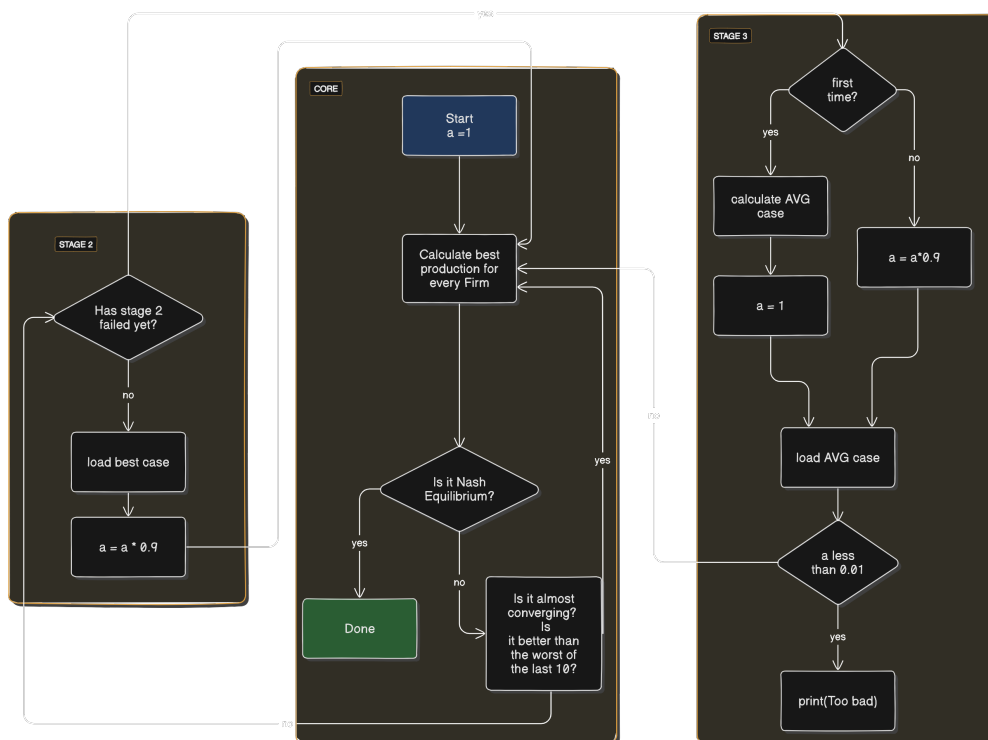 yes
STAGE 3
first
time?
yes
no
calculate AVG
case
a = a*0.9
a = 1
load AVG case
a less
than 0.01
yes
print(Too bad)
no
CORE
Start
a =1
Calculate best
production for
every Firm
Is it Nash
Equilibrium?
yes
Done
no
Is it almost
converging?
Is
it better than
the worst of
the last 10?
yes
no
STAGE 2
Has stage 2
failed yet?
no
load best case
a = a * 0.9